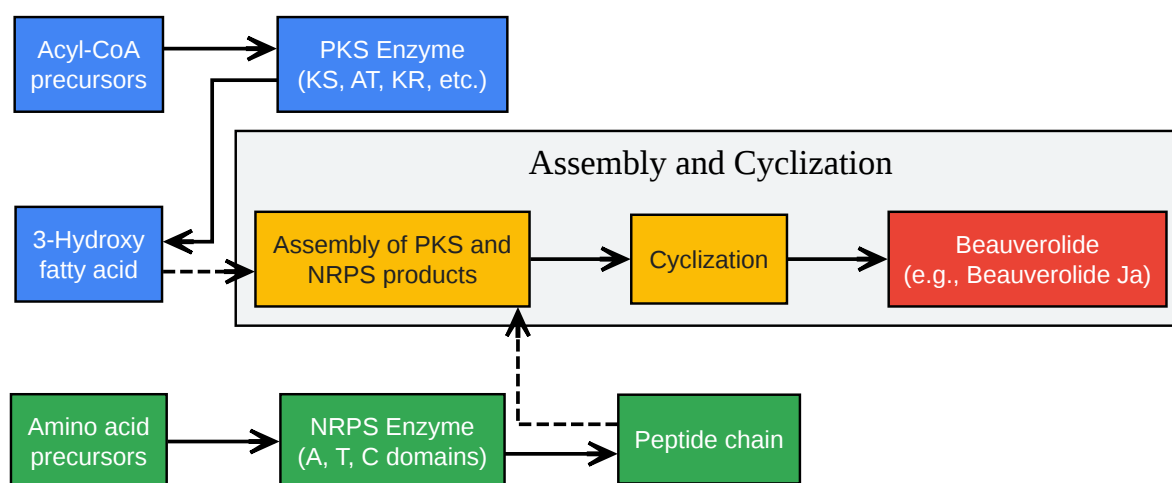 Acyl-CoA
precursors
PKS Enzyme
(KS, AT, KR, etc.)
Assembly and Cyclization
3-Hydroxy
fatty acid
Assembly of PKS and
NRPS products
Cyclization
Beauverolide
(e.g., Beauverolide Ja)
Amino acid
precursors
NRPS Enzyme
(A, T, C domains)
Peptide chain